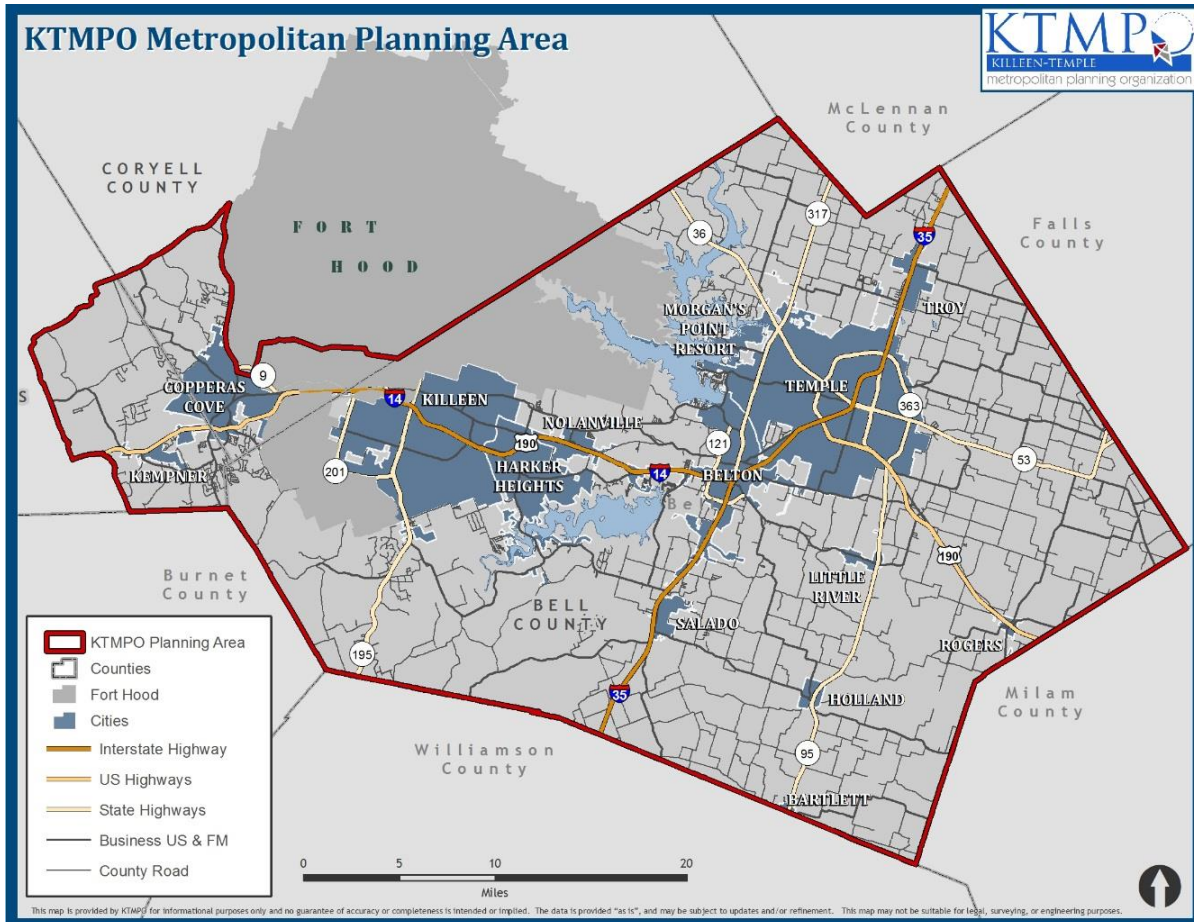 KTMPO Metropolitan Planning Area
KTMPO
KILLEEN-TEMPLE
metropolitan planning organization
McLennan
County
CORYELL
COUNTY
Falls
County
FORT
HOOD
317
36
35
TROY
MORGAN'S
POINT
RESORT
9
COPPERAS
COVE
14
KILLEEN
TEMPLE
363
NOLANVILLE
190
121
53
201
HARKER
HEIGHTS
14
BELTON
KEMPNER
Be
S
190
Burnet
County
LITTLE
RIVER
BELL
COUNTY
SALADO
ROGERS
195
35
HOLLAND
Milam
County
Williamson
County
95
BARTLETT
KTMPO Planning Area
Counties
Fort Hood
Cities
Interstate Highway
US Highways
State Highways
Business US & FM
County Road
0 5 10 20
Miles
This map is provided by KTMPO for informational purposes only and no guarantee of accuracy or completeness is intended or implied. The data is provided "as is", and may be subject to updates and/or refinement. This map may not be suitable for legal, surveying, or engineering purposes.